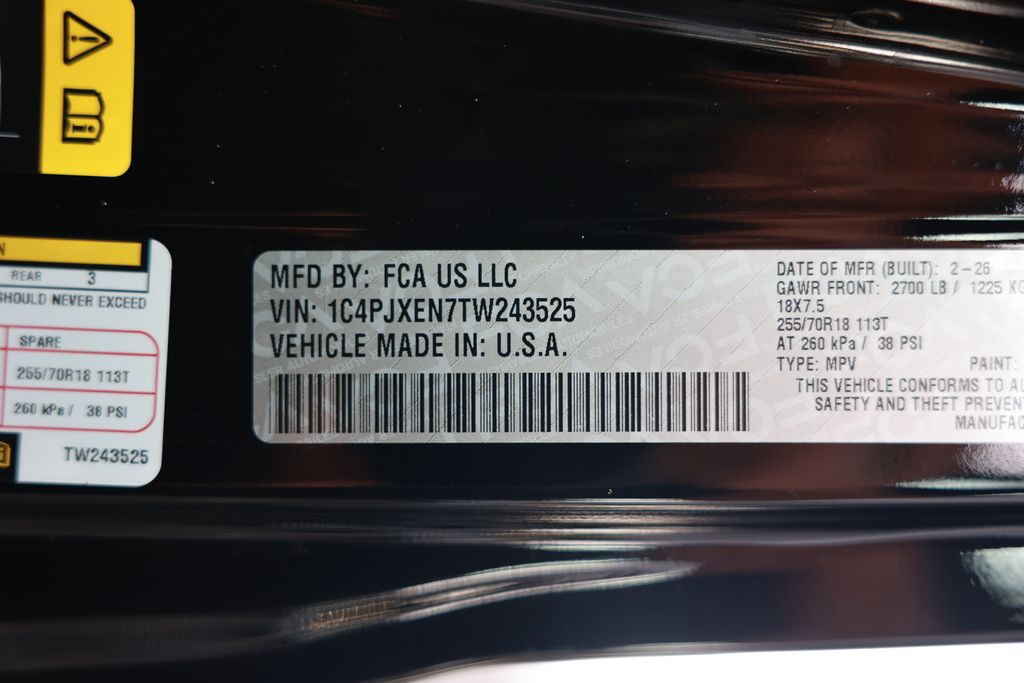 N
REAR 3
SHOULD NEVER EXCEED
SPARE
255/70R18 113T
260 kPa / 38 PSI
TW243525
MFD BY: FCA US LLC
VIN: 1C4PJXEN7TW243525
VEHICLE MADE IN: U.S.A.
DATE OF MFR (BUILT): 2-26
GAWR FRONT: 2700 LB / 1225 KG
18X7.5
255/70R18 113T
AT 260 kPa / 38 PSI
TYPE: MPV PAINT:
THIS VEHICLE CONFORMS TO AL
SAFETY AND THEFT PREVEN
MANUFAC